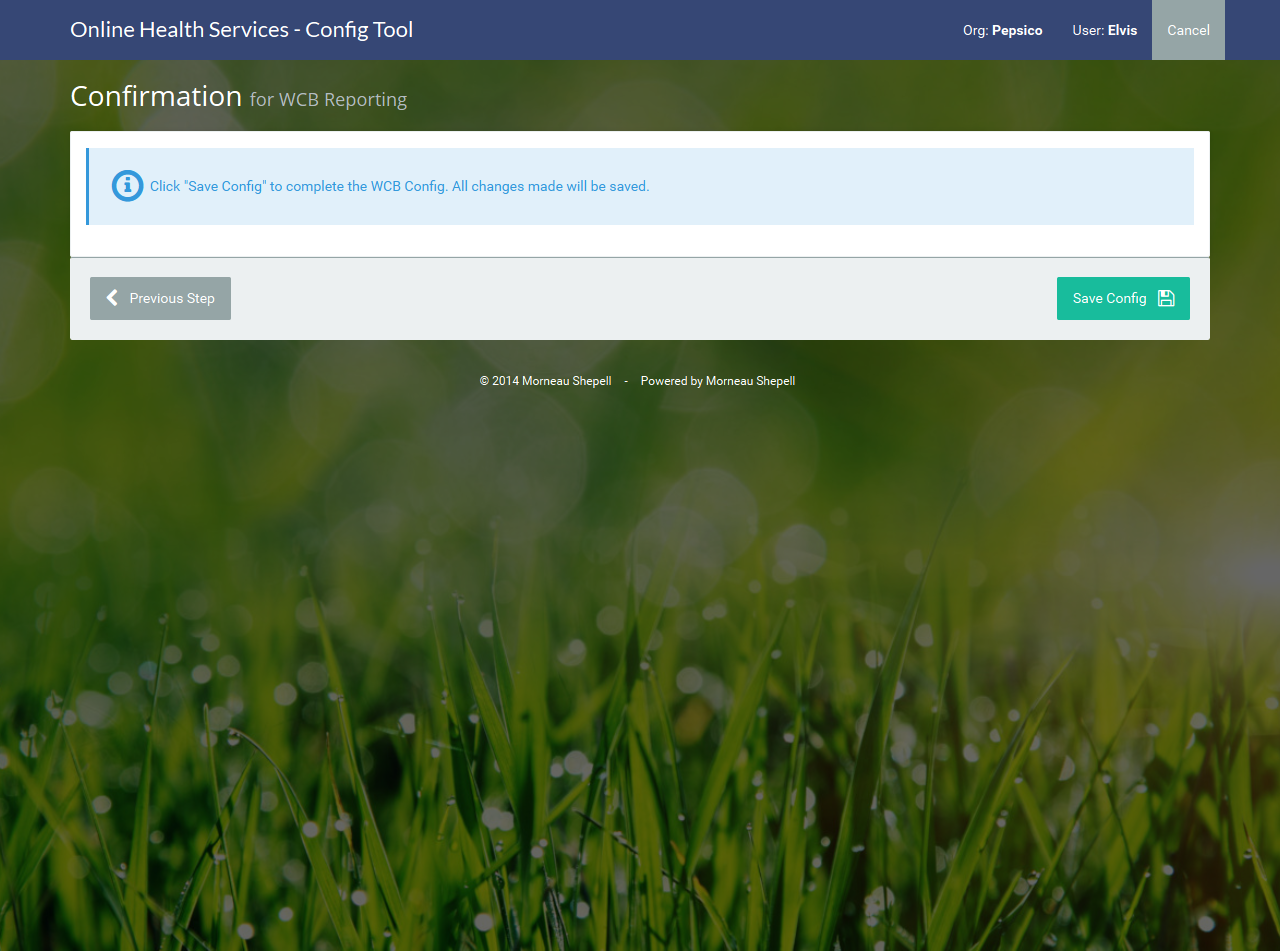 Online Health Services - Config Tool
Org: Pepsico
User: Elvis
Cancel
Confirmation for WCB Reporting
Click "Save Config" to complete the WCB Config. All changes made will be saved.
Previous Step
Save Config
© 2014 Morneau Shepell - Powered by Morneau Shepell